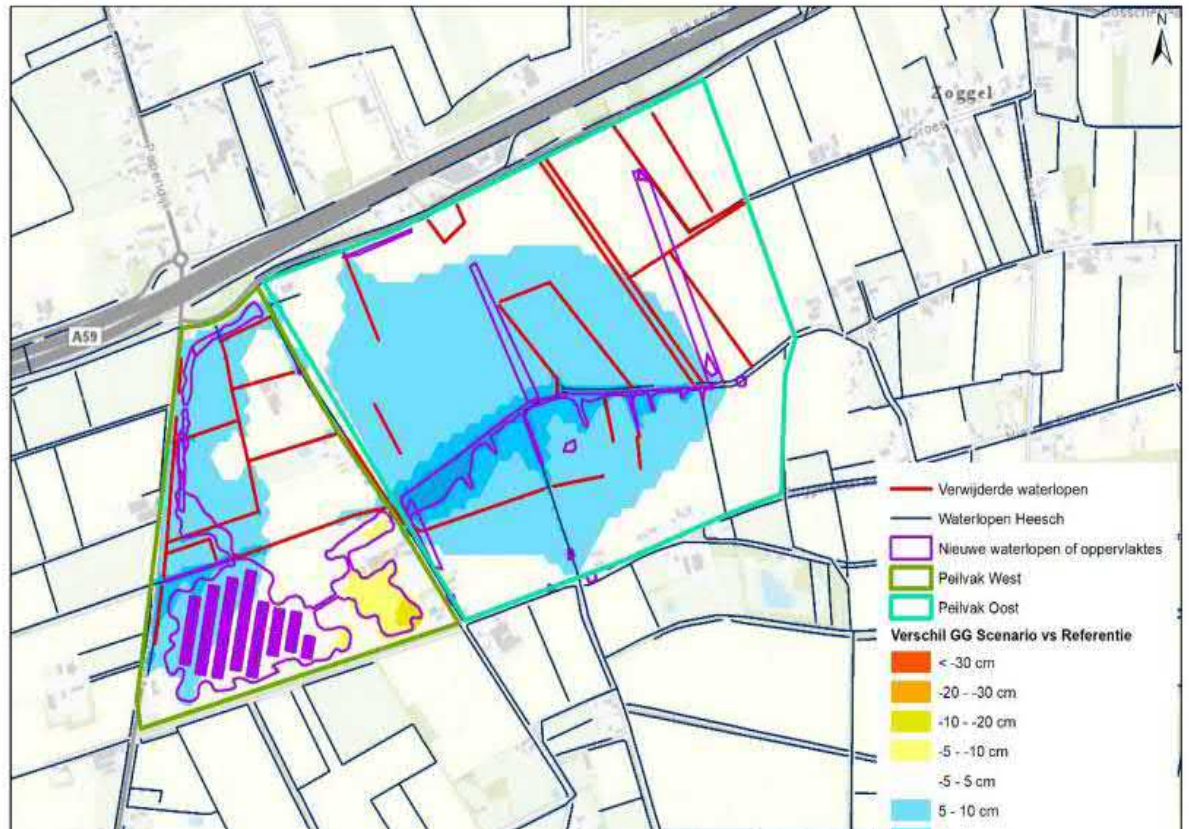 N
Zoggel
A59
Verwijderde waterlopen
Waterlopen Heesch
Nieuwe waterlopen of oppervlaktes
Peilvak West
Peilvak Oost
Verschil GG Scenario vs Referentie
< -30 cm
-20 - -30 cm
-10 - -20 cm
-5 - -10 cm
-5 - 5 cm
5 - 10 cm